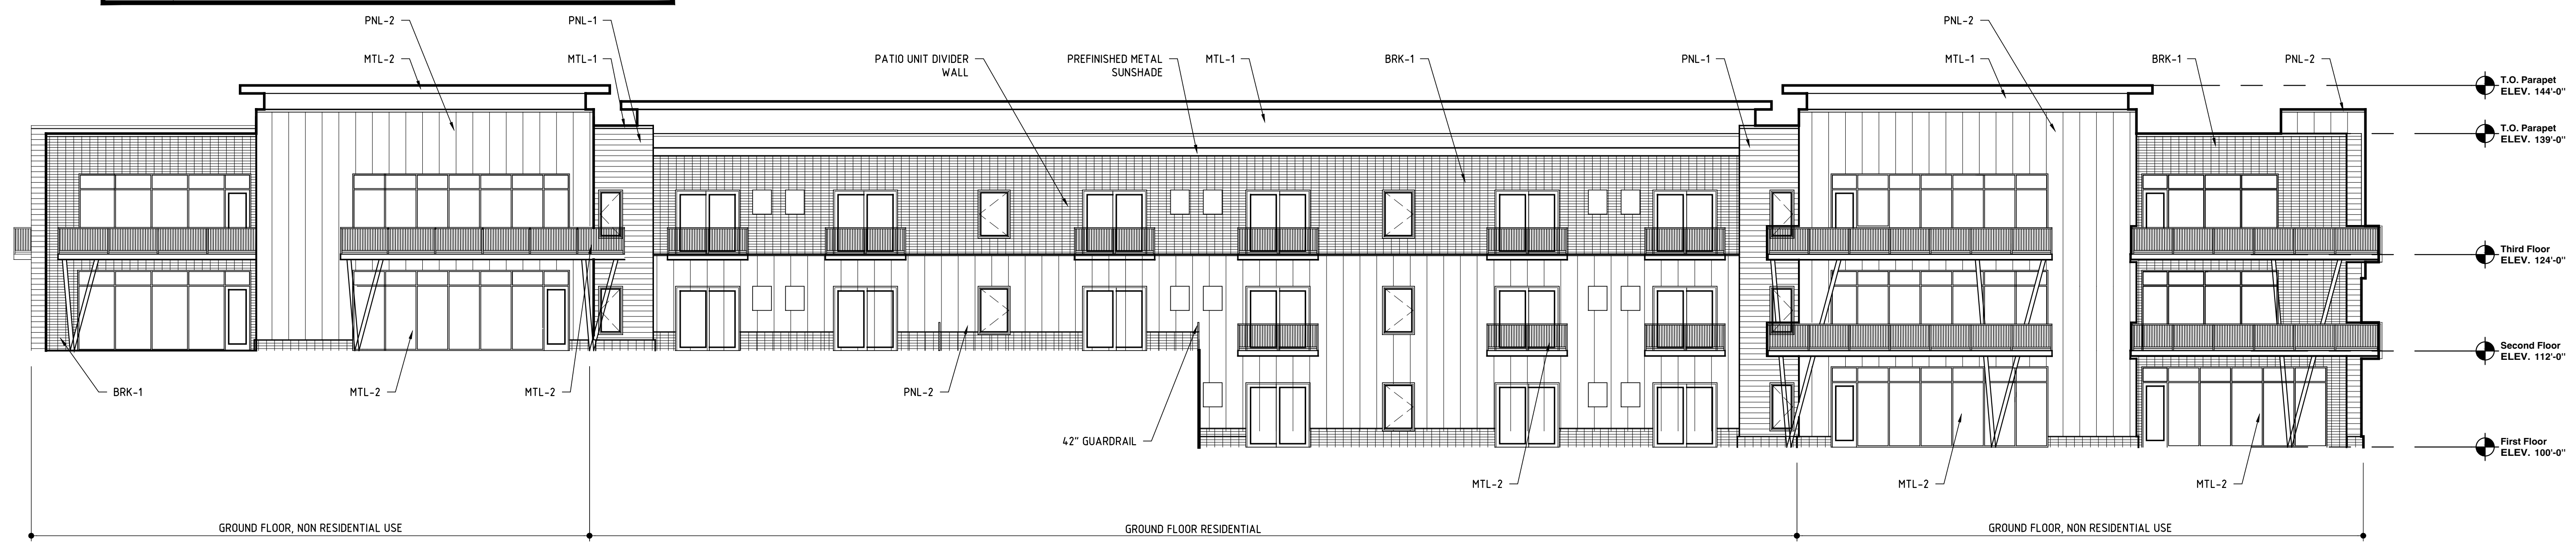 PNL-2
PNL-1
PNL-2
MTL-2
MTL-1
PATIO UNIT DIVIDER
WALL
PREFINISHED METAL
SUNSHADE
MTL-1
BRK-1
PNL-1
MTL-1
BRK-1
PNL-2
T.O. Parapet
ELEV. 144'-0"
T.O. Parapet
ELEV. 139'-0"
Third Floor
ELEV. 124'-0"
Second Floor
ELEV. 112'-0"
BRK-1
MTL-2
MTL-2
PNL-2
42" GUARDRAIL
First Floor
ELEV. 100'-0"
MTL-2
MTL-2
MTL-2
GROUND FLOOR, NON RESIDENTIAL USE
GROUND FLOOR RESIDENTIAL
GROUND FLOOR, NON RESIDENTIAL USE